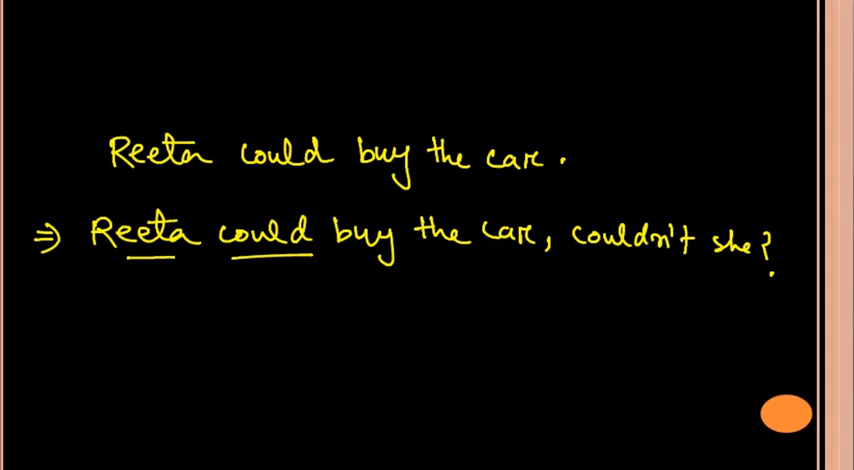 Reeta could buy the car.
⇒ Reeta could buy the car, couldn't she?